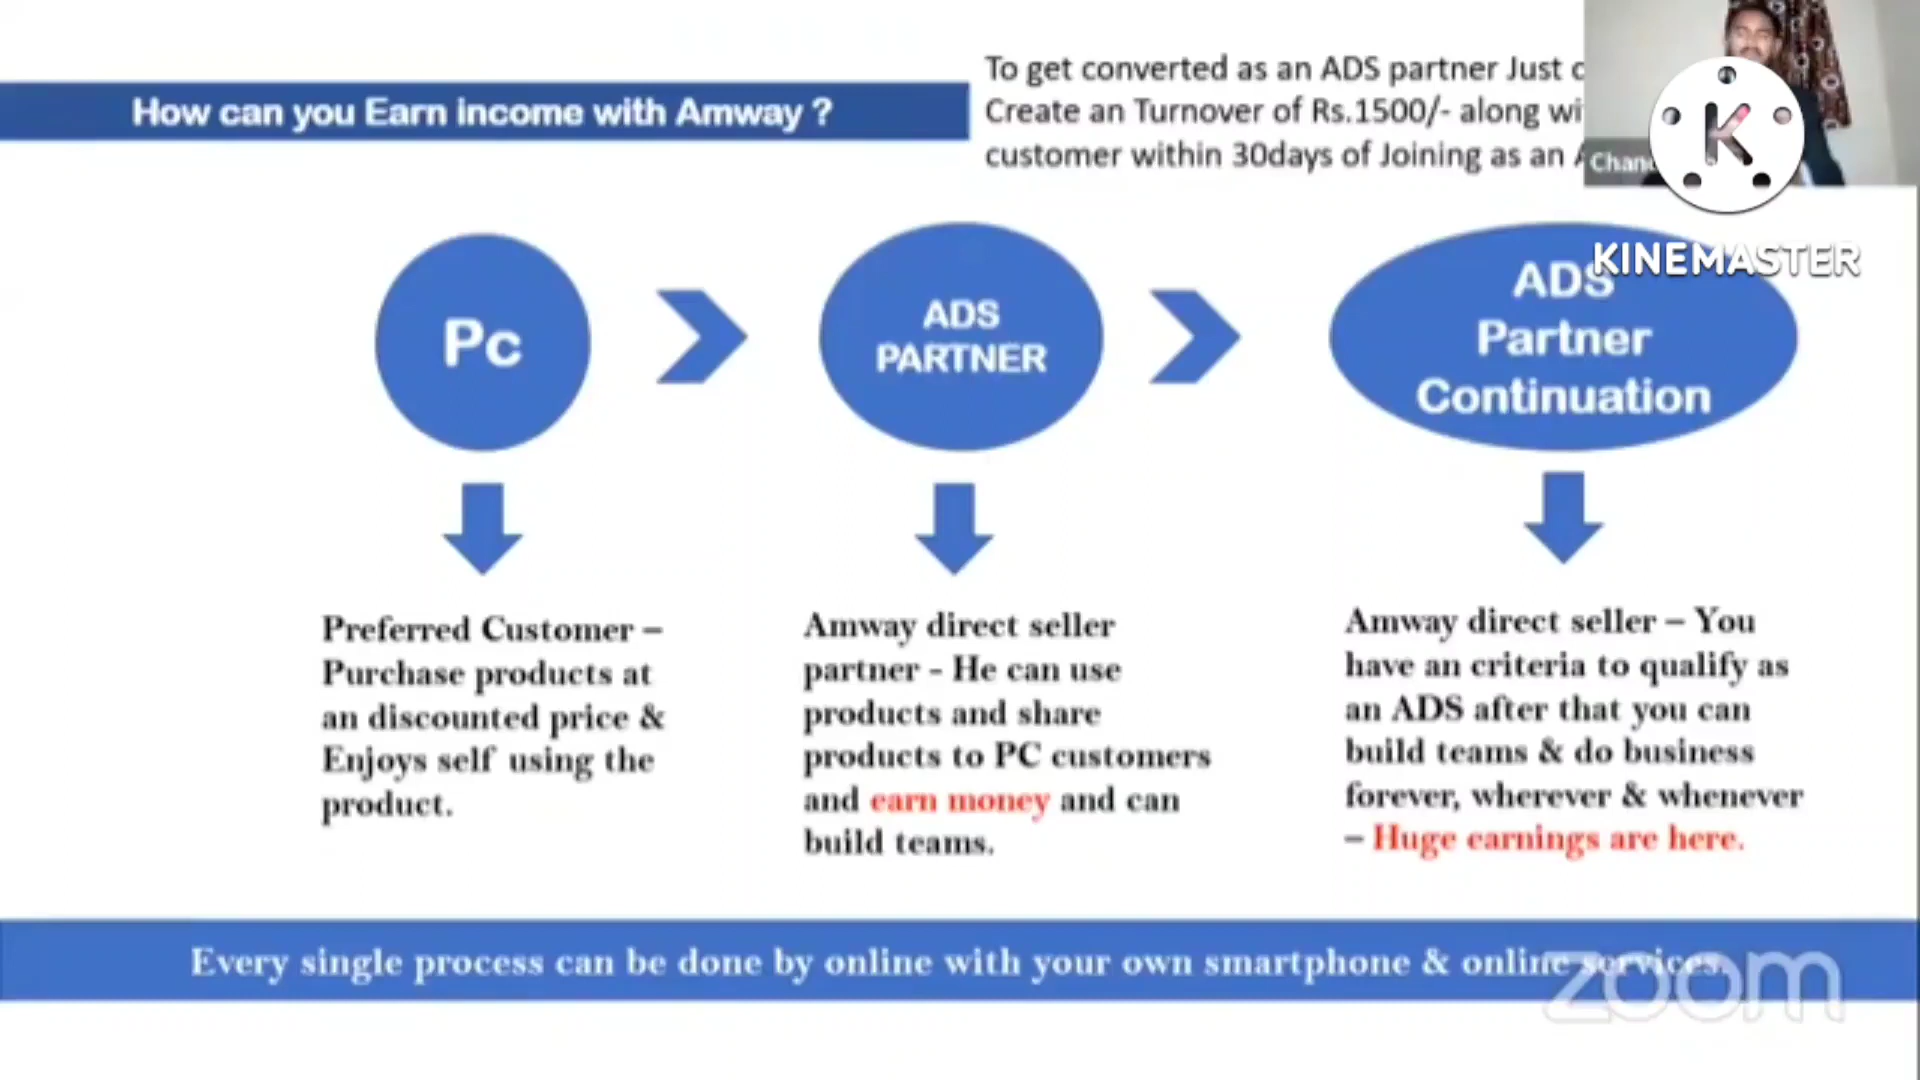 How can you Earn income with Amway ?
To get converted as an ADS partner Just
Create an Turnover of Rs.1500/- along
customer within 30days of Joining as an
K
KINEMASTER
Pc
ADS
PARTNER
ADS
Partner
Continuation
Preferred Customer –
Purchase products at
an discounted price &
Enjoys self using the
product.
Amway direct seller
partner - He can use
products and share
products to PC customers
and earn money and can
build teams.
Amway direct seller – You
have an criteria to qualify as
an ADS after that you can
build teams & do business
forever, wherever & whenever
– Huge earnings are here.
Every single process can be done by online with your own smartphone & online services.
zoom